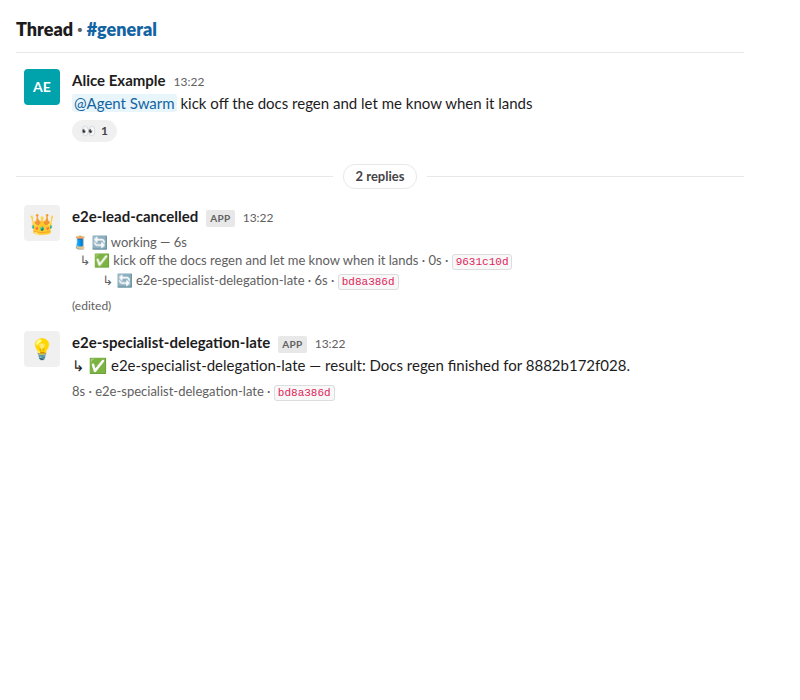 Thread · #general
AE
Alice Example 13:22
@Agent Swarm kick off the docs regen and let me know when it lands
👀 1
2 replies
e2e-lead-cancelled APP 13:22
🧵 🔄 working — 6s
↳ ✅ kick off the docs regen and let me know when it lands · 0s · 9631c10d
↳ 🔄 e2e-specialist-delegation-late · 6s · bd8a386d
(edited)
e2e-specialist-delegation-late APP 13:22
↳ ✅ e2e-specialist-delegation-late — result: Docs regen finished for 8882b172f028.
8s · e2e-specialist-delegation-late · bd8a386d